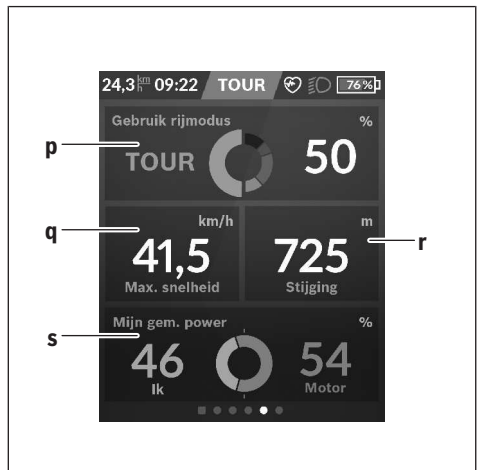 24,3 km/h 09:22 TOUR 76%
Gebruik rijmodus %
p
TOUR 50
km/h m
q
41,5 725
r
Max. snelheid Stijging
Mijn gem. power %
s
46 54
Ik Motor